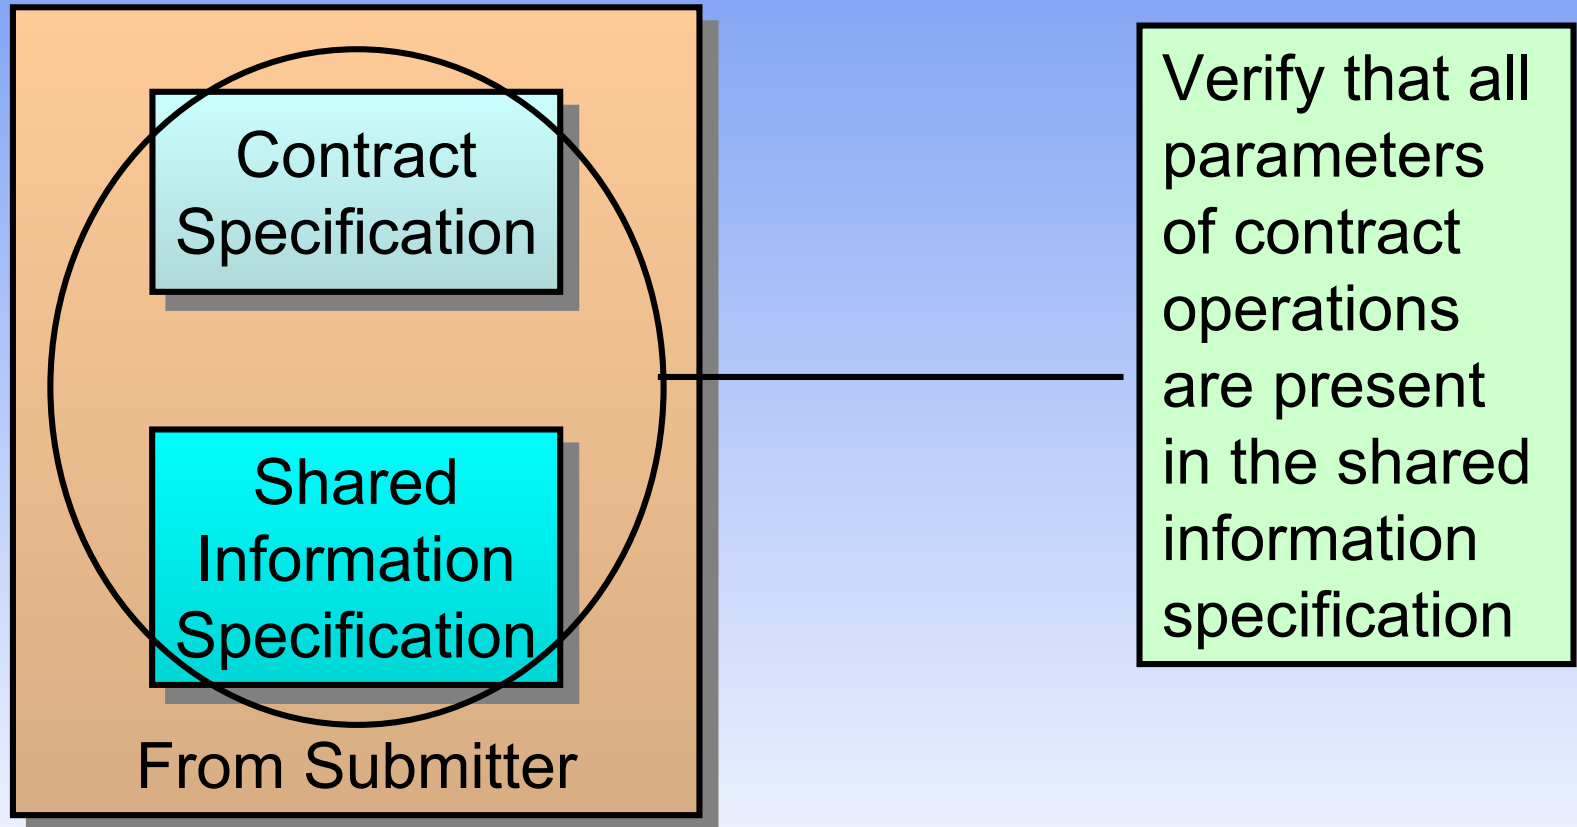 Contract
Specification
Shared
Information
Specification
From Submitter
Verify that all
parameters
of contract
operations
are present
in the shared
information
specification